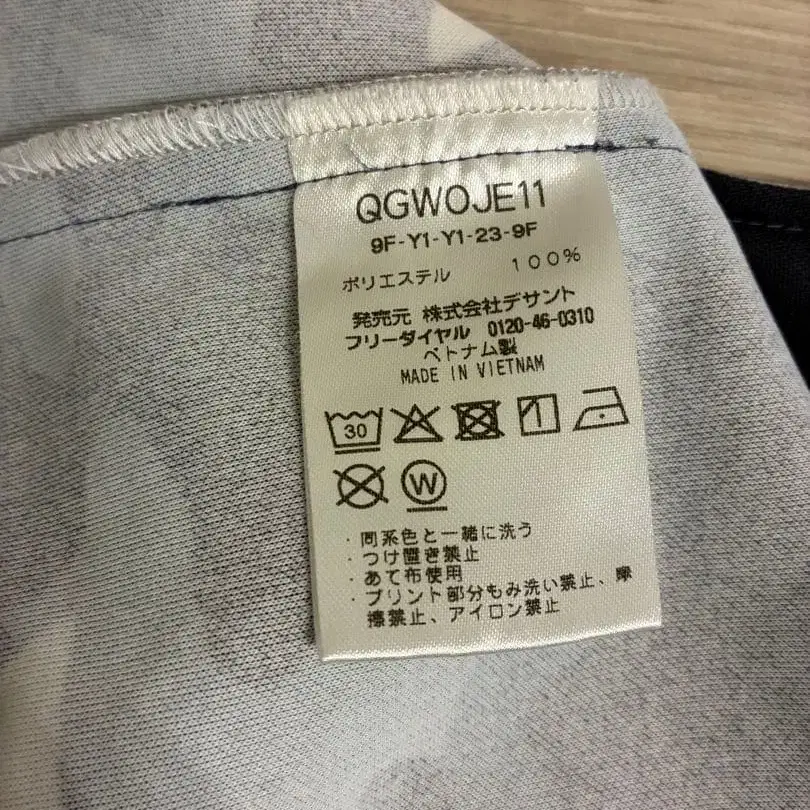 QGWOJE11
9F-Y1-Y1-23-9F
ポリエステル 100%
発売元 株式会社デサント
フリーダイヤル 0120-46-0310
ベトナム製
MADE IN VIETNAM
30
W
・同系色と一緒に洗う
・つけ置き禁止
・あて布使用
・プリント部分もみ洗い禁止、摩
擦禁止、アイロン禁止